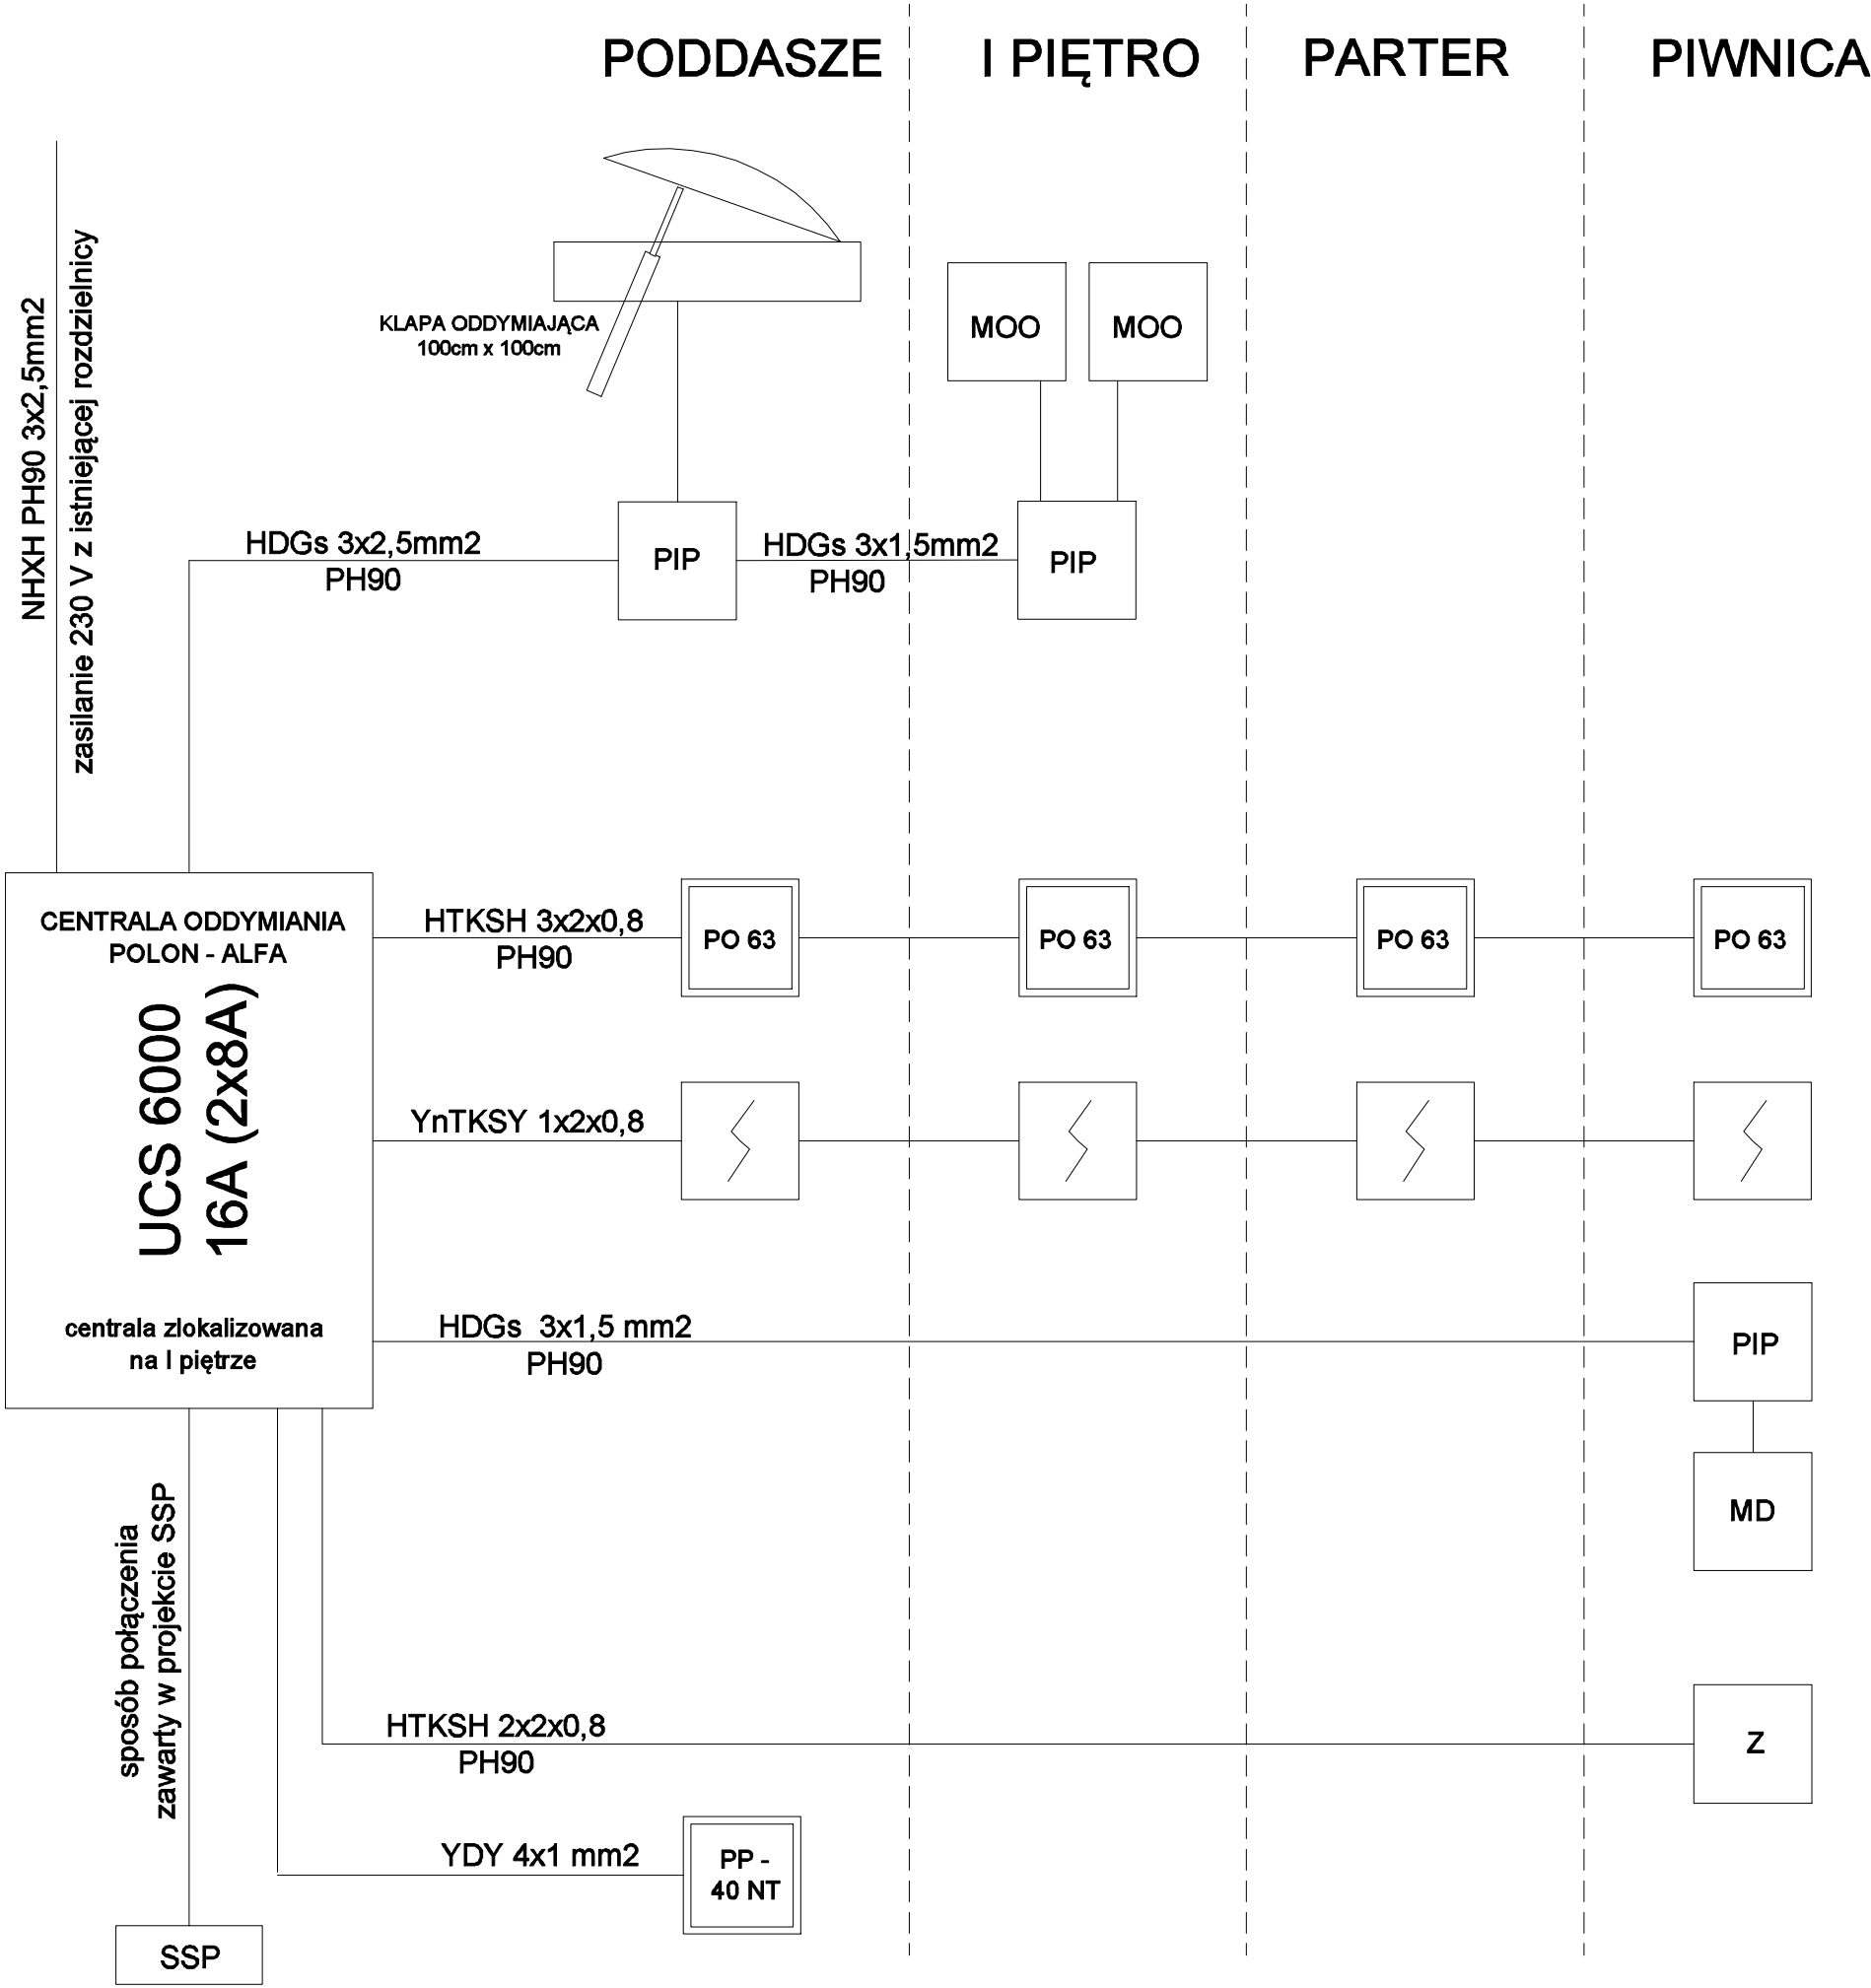 PODDASZE
I PIĘTRO
PARTER
PIWNICA
NHXH PH90 3x2,5mm2
zasilanie 230 V z istniejącej rozdzielnicy
KLAPA ODDYMIAJĄCA
100cm x 100cm
MOO
MOO
HDGs 3x2,5mm2
PH90
PIP
HDGs 3x1,5mm2
PH90
PIP
CENTRALA ODDYMIANIA
POLON - ALFA
UCS 6000
16A (2x8A)
centrala zlokalizowana
na I piętrze
HTKSH 3x2x0,8
PH90
PO 63
PO 63
PO 63
PO 63
YnTKSY 1x2x0,8
HDGs 3x1,5 mm2
PH90
PIP
MD
sposób połączenia
zawarty w projekcie SSP
HTKSH 2x2x0,8
PH90
Z
YDY 4x1 mm2
PP -
40 NT
SSP